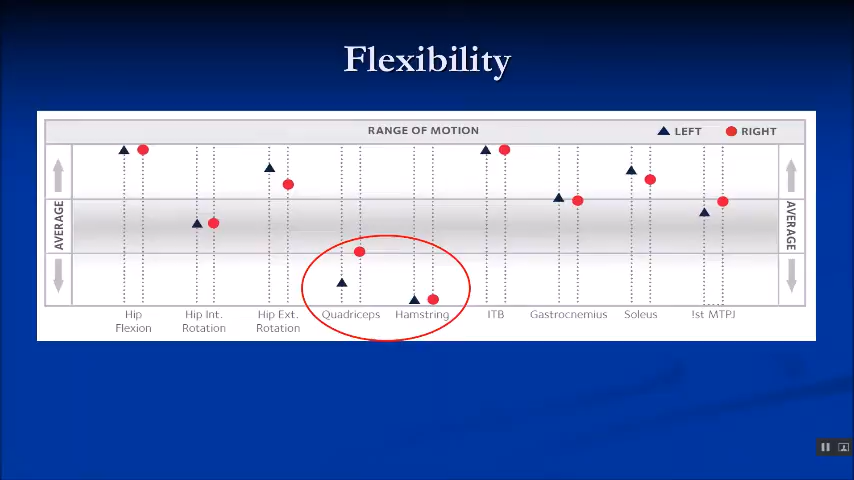 Flexibility
RANGE OF MOTION
LEFT
RIGHT
AVERAGE
AVERAGE
Hip Flexion
Hip Int. Rotation
Hip Ext. Rotation
Quadriceps
Hamstring
ITB
Gastrocnemius
Soleus
!st MTPJ